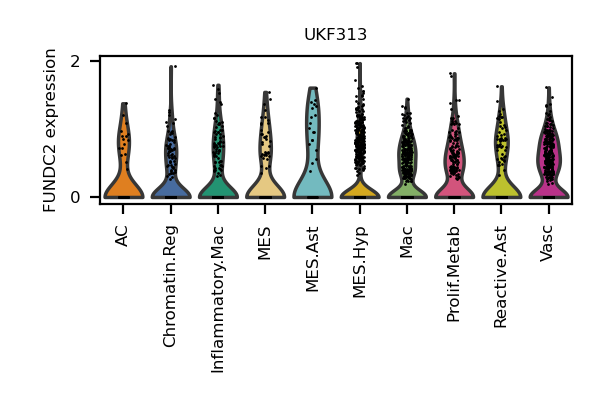 UKF313
FUNDC2 expression
2
0
AC
Chromatin.Reg
Inflammatory.Mac
MES
MES.Ast
MES.Hyp
Mac
Prolif.Metab
Reactive.Ast
Vasc